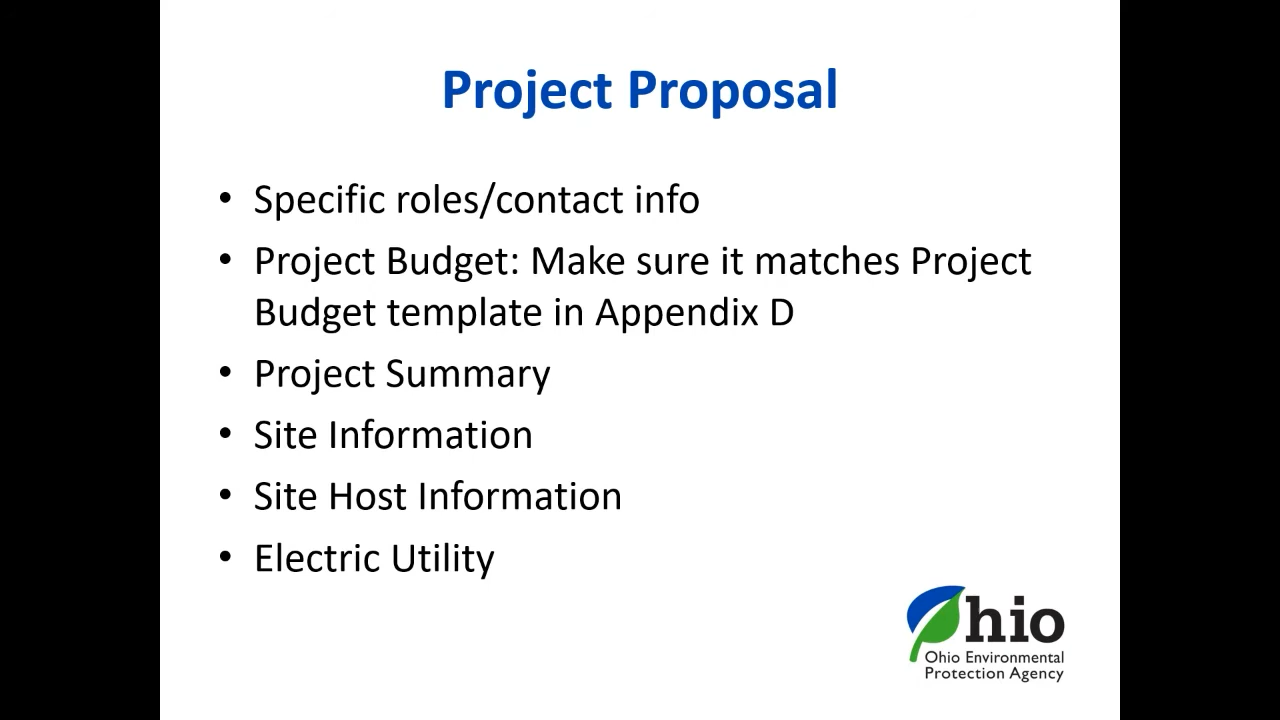 Project Proposal
• Specific roles/contact info
• Project Budget: Make sure it matches Project
Budget template in Appendix D
• Project Summary
• Site Information
• Site Host Information
• Electric Utility
Ohio
Ohio Environmental
Protection Agency